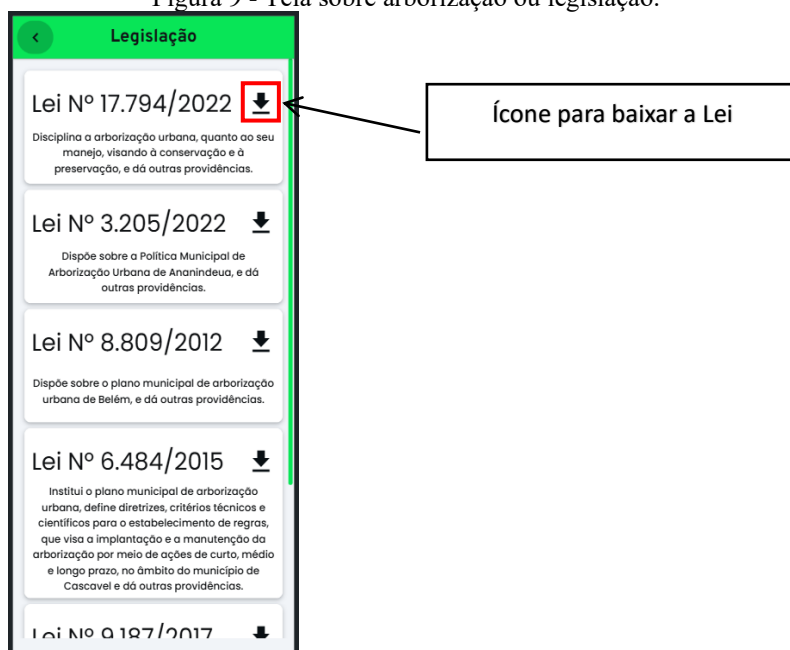 Figura 9 - Tela sobre arborização ou legislação.
Legislação
Lei Nº 17.794/2022
Disciplina a arborização urbana, quanto ao seu
manejo, visando à conservação e à
preservação, e dá outras providências.
Ícone para baixar a Lei
Lei Nº 3.205/2022
Dispõe sobre a Política Municipal de
Arborização Urbana de Ananindeua, e dá
outras providências.
Lei Nº 8.809/2012
Dispõe sobre o plano municipal de arborização
urbana de Belém, e dá outras providências.
Lei Nº 6.484/2015
Institui o plano municipal de arborização
urbana, define diretrizes, critérios técnicos e
científicos para o estabelecimento de regras,
que visa a implantação e a manutenção da
arborização por meio de ações de curto, médio
e longo prazo, no âmbito do município de
Cascavel e dá outras providências.
Lei Nº 9.187/2017